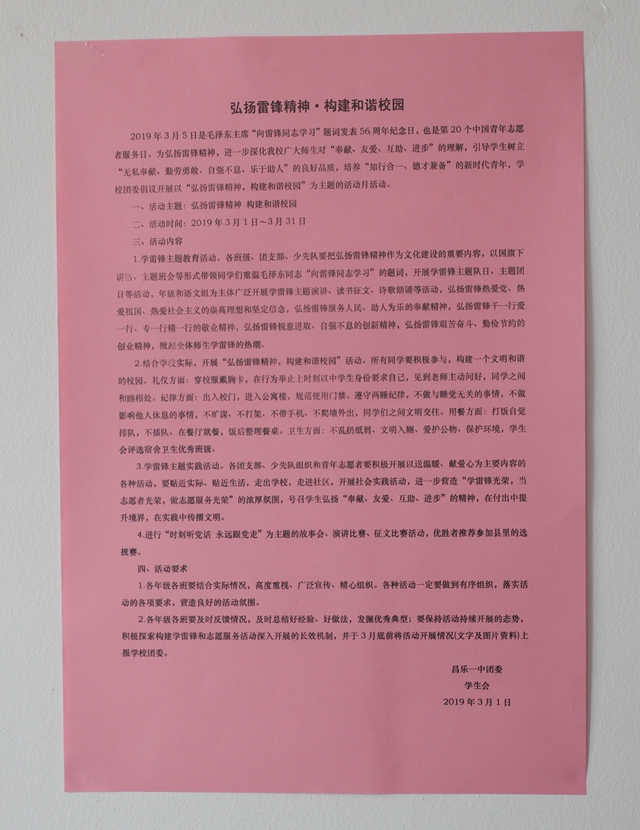 弘扬雷锋精神·构建和谐校园
2019年3月5日是毛泽东主席“向雷锋同志学习”题词发表56周年纪念日，也是第20个中国青年志愿
者服务日。为弘扬雷锋精神，进一步深化我校广大师生对“奉献、友爱、互助、进步”的理解，引导学生树立
“无私奉献、勤劳勇敢、自强不息、乐于助人”的良好品质，培养“知行合一、德才兼备”的新时代青年，学
校团委倡议开展以“弘扬雷锋精神，构建和谐校园”为主题的活动月活动。
一、活动主题：弘扬雷锋精神 构建和谐校园
二、活动时间：2019年3月1日～3月31日
三、活动内容
1.学雷锋主题教育活动。各班级、团支部、少先队要把弘扬雷锋精神作为文化建设的重要内容，以国旗下
讲话、主题班会等形式带领同学们重温毛泽东同志“向雷锋同志学习”的题词，开展学雷锋主题队日、主题团
日等活动，年级和语文组为主体广泛开展学雷锋主题演讲、读书征文、诗歌朗诵等活动，弘扬雷锋热爱党、热
爱祖国、热爱社会主义的崇高理想和坚定信念，弘扬雷锋服务人民、助人为乐的奉献精神，弘扬雷锋干一行爱
一行、专一行精一行的敬业精神，弘扬雷锋锐意进取、自强不息的创新精神，弘扬雷锋艰苦奋斗、勤俭节约的
创业精神，掀起全体师生学雷锋的热潮。
2.结合学校实际，开展“弘扬雷锋精神，构建和谐校园”活动。所有同学要积极参与，构建一个文明和谐
的校园。礼仪方面：穿校服戴胸卡，在行为举止上时刻以中学生身份要求自己，见到老师主动问好，同学之间
和睦相处。纪律方面：出入校门，进入公寓楼，规范使用门禁。遵守两睡纪律，不做与睡觉无关的事情，不做
影响他人休息的事情，不旷课、不打架、不带手机、不爬墙外出，同学们之间文明交往。用餐方面：打饭自觉
排队，不插队、在餐厅就餐，饭后整理餐桌。卫生方面：不乱扔低屑、文明入厕、爱护公物、保护环境，学生
会评选宿舍卫生优秀班级。
3.学雷锋主题实践活动。各团支部、少先队组织和青年志愿者要积极开展以送温暖、献爱心为主要内容的
各种活动，要贴近实际、贴近生活，走出学校，走进社区，开展社会实践活动，进一步营造“学雷锋光荣，当
志愿者光荣，做志愿服务光荣”的浓厚氛围，号召学生弘扬“奉献、友爱、互助、进步”的精神，在付出中提
升境界，在实践中传播文明。
4.进行“时刻听党话 永远跟党走”为主题的故事会、演讲比赛、征文比赛活动，优胜者推荐参加县里的选
拔赛。
四、活动要求
1.各年级各班要结合实际情况，高度重视、广泛宣传、精心组织。各种活动一定要做到有序组织，落实活
动的各项要求，营造良好的活动氛围。
2.各年级各班要及时反馈情况，及时总结好经验、好做法，发掘优秀典型；要保持活动持续开展的态势，
积极探索构建学雷锋和志愿服务活动深入开展的长效机制，并于3月底前将活动开展情况(文字及图片资料)上
报学校团委。
昌乐一中团委
学生会
2019年3月1日